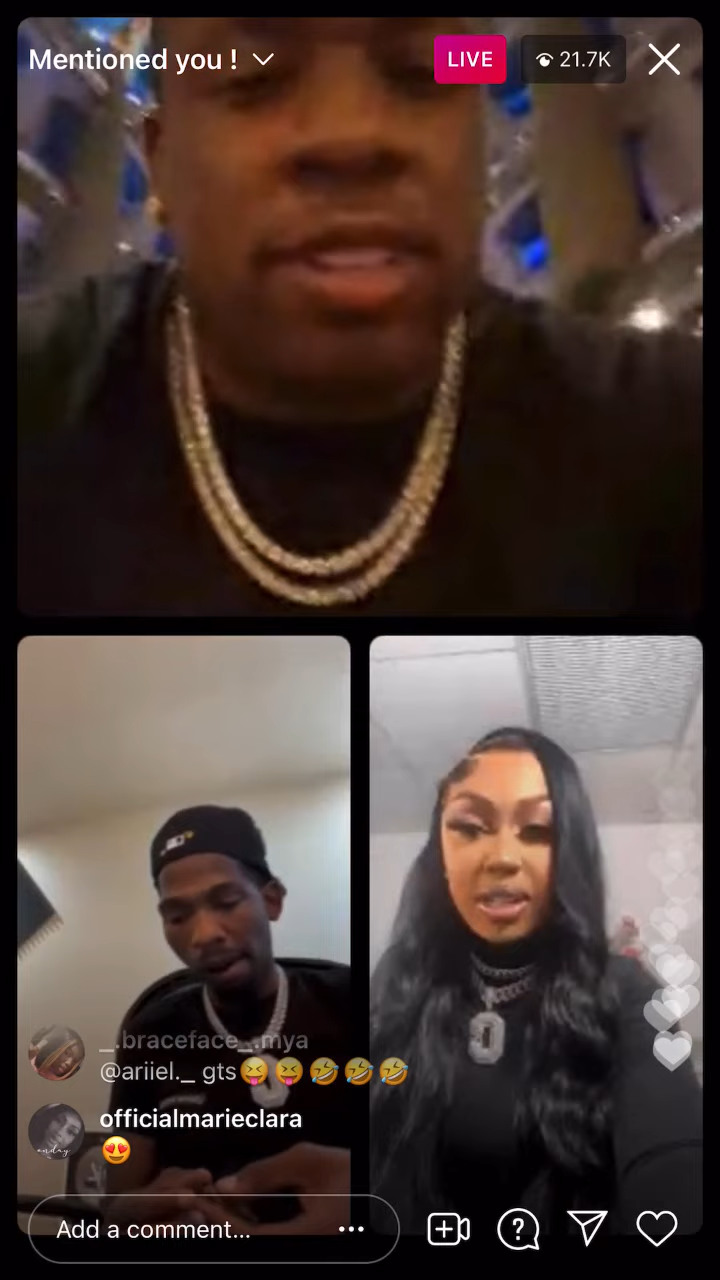 Mentioned you !
LIVE
21.7K
_.braceface_.mya
@ariiel._ gts😝😝🤣🤣🤣
officialmarieclara
😍
Add a comment...